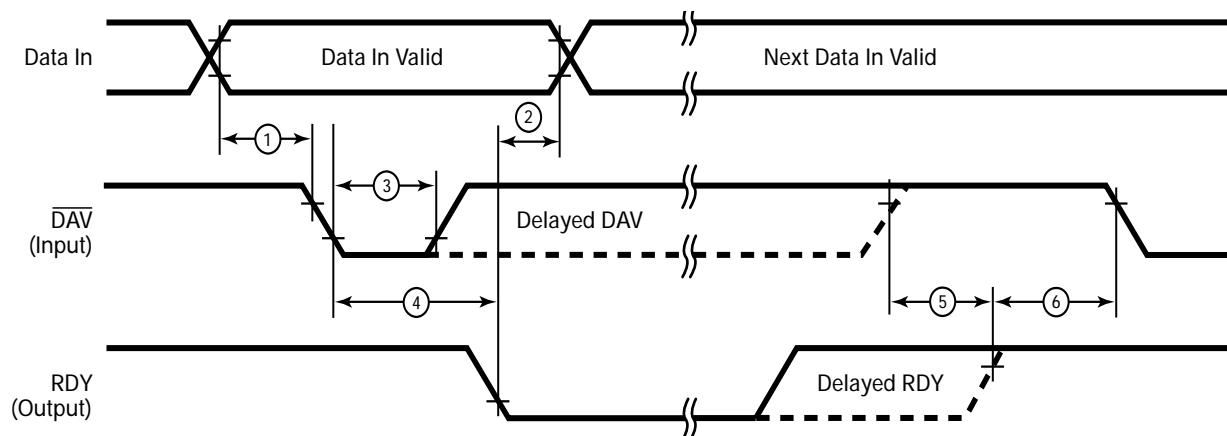 Data In
Data In Valid
Next Data In Valid
1
2
3
DAV
(Input)
Delayed DAV
4
5
6
RDY
(Output)
Delayed RDY